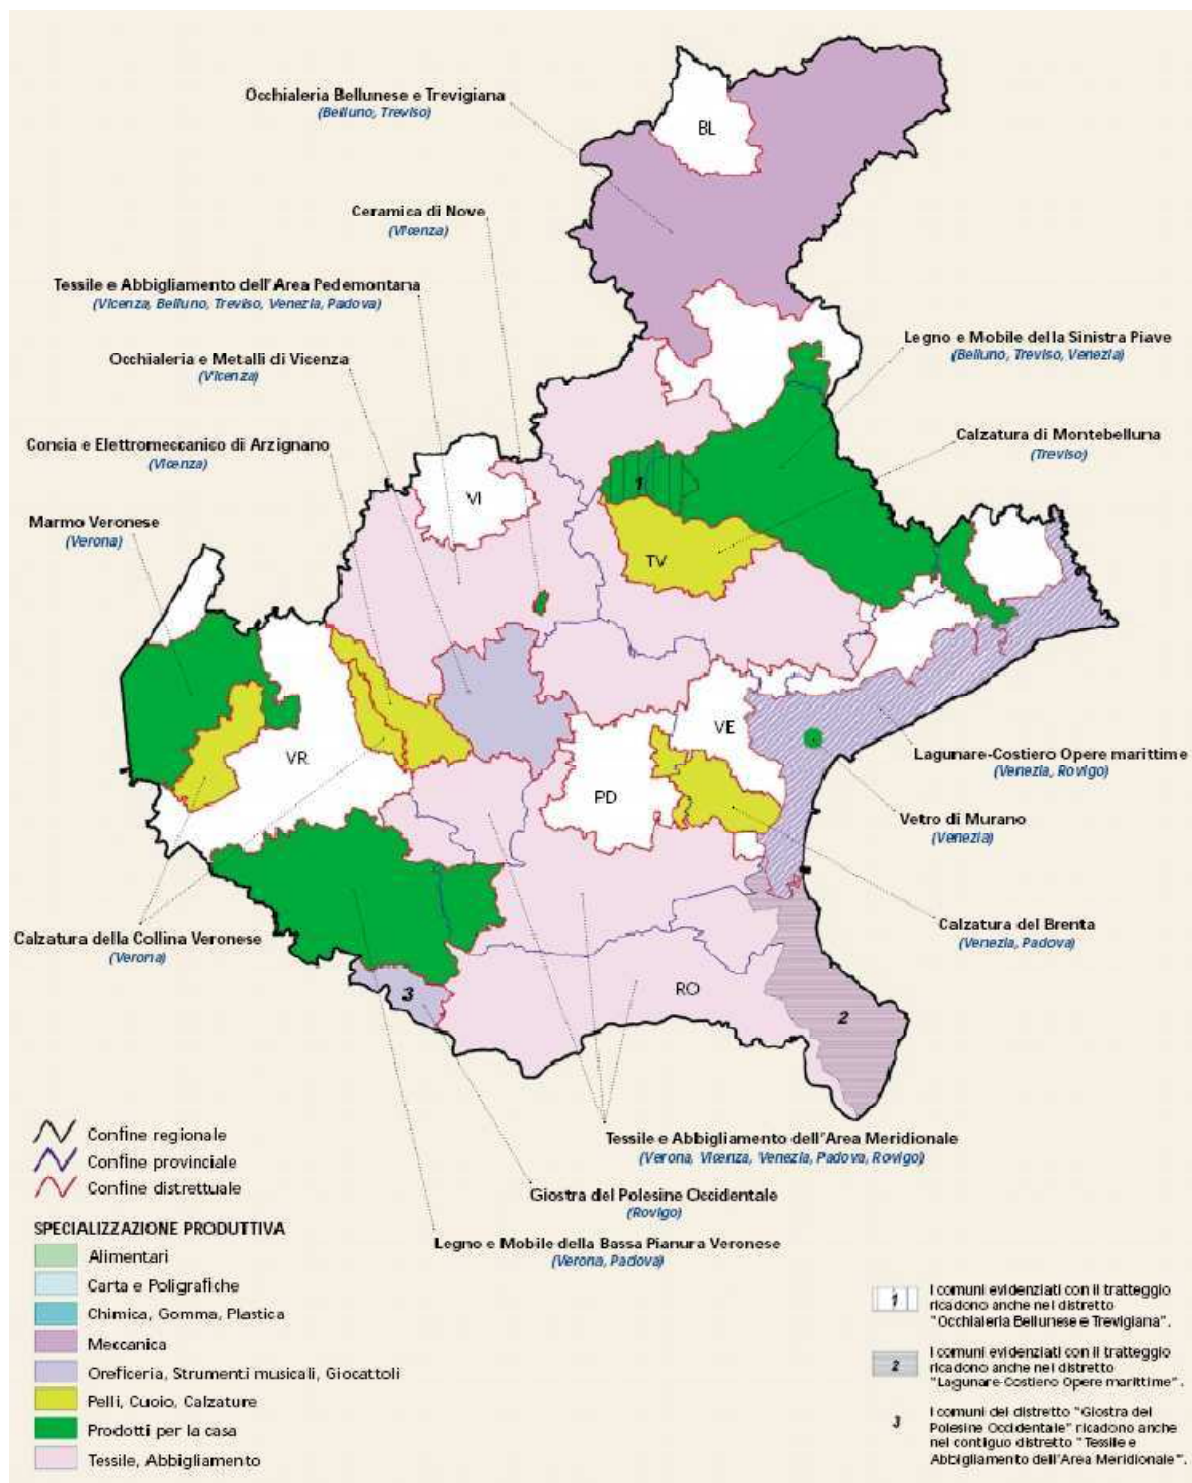 Occhialeria Bellunese e Trevigiana
(Belluno, Treviso)
BL
Ceramica di Nove
(Vicenza)
Tessile e Abbigliamento dell'Area Pedemontana
(Vicenza, Belluno, Treviso, Venezia, Padova)
Legno e Mobile della Sinistra Piave
(Belluno, Treviso, Venezia)
Occhialeria e Metalli di Vicenza
(Vicenza)
Calzatura di Montebelluna
(Treviso)
Concia e Elettromeccanico di Arzignano
(Vicenza)
1
VI
Marmo Veronese
(Verona)
TV
VE
VR
Lagunare-Costiero Opere marittime
(Venezia, Rovigo)
PD
Vetro di Murano
(Venezia)
Calzatura del Brenta
(Venezia, Padova)
Calzatura della Collina Veronese
(Verona)
3
RO
2
Tessile e Abbigliamento dell'Area Meridionale
(Verona, Vicenza, Venezia, Padova, Rovigo)
Giostra del Polesine Occidentale
(Rovigo)
Legno e Mobile della Bassa Pianura Veronese
(Verona, Padova)
Confine regionale
Confine provinciale
Confine distrettuale
SPECIALIZZAZIONE PRODUTTIVA
Alimentari
Carta e Poligrafiche
Chimica, Gomma, Plastica
Meccanica
Oreficeria, Strumenti musicali, Giocattoli
Pelli, Cuoio, Calzature
Prodotti per la casa
Tessile, Abbigliamento
1
I comuni evidenziati con il tratteggio
ricadono anche nel distretto
"Occhialeria Bellunese e Trevigiana".
2
I comuni evidenziati con il tratteggio
ricadono anche nel distretto
"Lagunare-Costiero Opere marittime".
3
I comuni del distretto "Giostra del
Polesine Occidentale" ricadono anche
nel contiguo distretto "Tessile e
Abbigliamento dell'Area Meridionale".